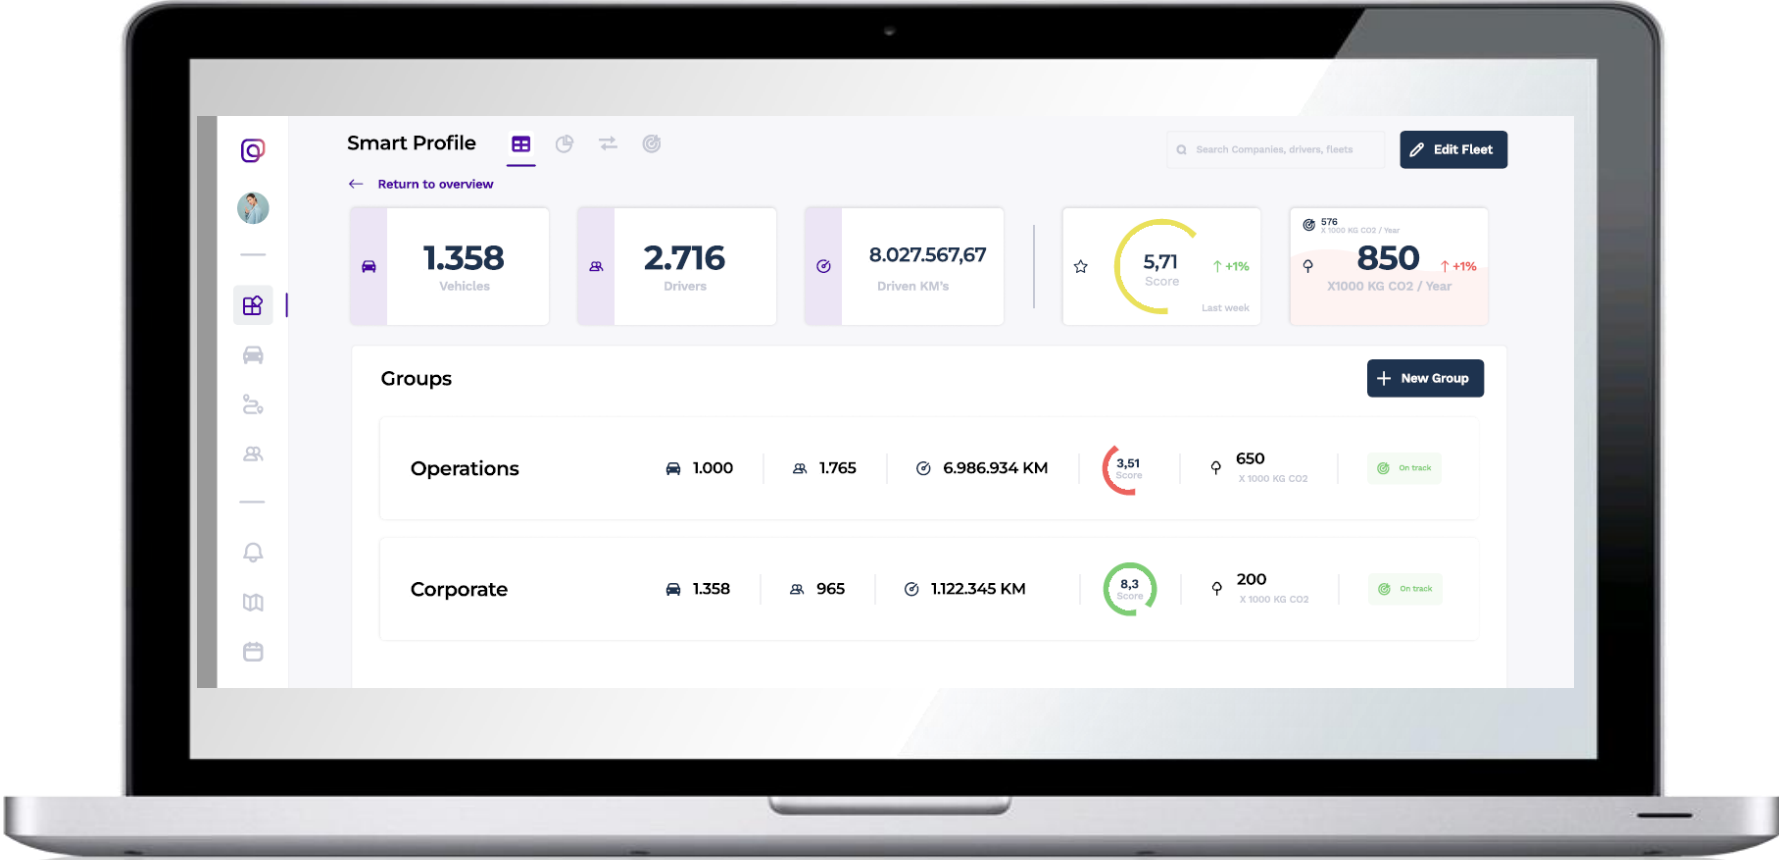 Smart Profile
Search Companies, drivers, fleets
Edit Fleet
Return to overview
1.358
Vehicles
2.716
Drivers
8.027.567,67
Driven KM's
5,71
Score
+1%
Last week
576
X 1000 KG CO2 / Year
850
+1%
X1000 KG CO2 / Year
Groups
New Group
Operations
1.000
1.765
6.986.934 KM
3,51
Score
650
X 1000 KG CO2
On track
Corporate
1.358
965
1.122.345 KM
8,3
Score
200
X 1000 KG CO2
On track